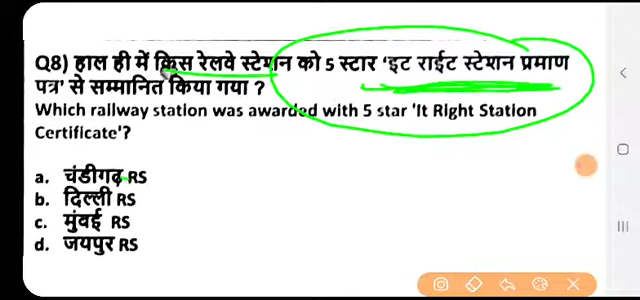 Q8) हाल ही में किस रेलवे स्टेशन को 5 स्टार 'इट राईट स्टेशन प्रमाण
पत्र' से सम्मानित किया गया ?
Which railway station was awarded with 5 star 'It Right Station
Certificate'?
a. चंडीगढ़ RS
b. दिल्ली RS
c. मुंबई RS
d. जयपुर RS